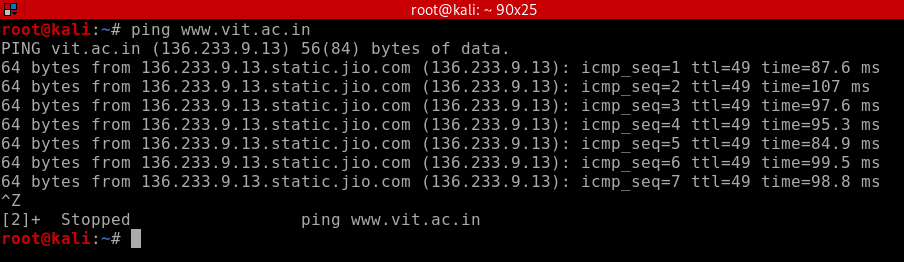 root@kali: ~ 90x25
root@kali:~# ping www.vit.ac.in
PING vit.ac.in (136.233.9.13) 56(84) bytes of data.
64 bytes from 136.233.9.13.static.jio.com (136.233.9.13): icmp_seq=1 ttl=49 time=87.6 ms
64 bytes from 136.233.9.13.static.jio.com (136.233.9.13): icmp_seq=2 ttl=49 time=107 ms
64 bytes from 136.233.9.13.static.jio.com (136.233.9.13): icmp_seq=3 ttl=49 time=97.6 ms
64 bytes from 136.233.9.13.static.jio.com (136.233.9.13): icmp_seq=4 ttl=49 time=95.3 ms
64 bytes from 136.233.9.13.static.jio.com (136.233.9.13): icmp_seq=5 ttl=49 time=84.9 ms
64 bytes from 136.233.9.13.static.jio.com (136.233.9.13): icmp_seq=6 ttl=49 time=99.5 ms
64 bytes from 136.233.9.13.static.jio.com (136.233.9.13): icmp_seq=7 ttl=49 time=98.8 ms
^Z
[2]+  Stopped                 ping www.vit.ac.in
root@kali:~#